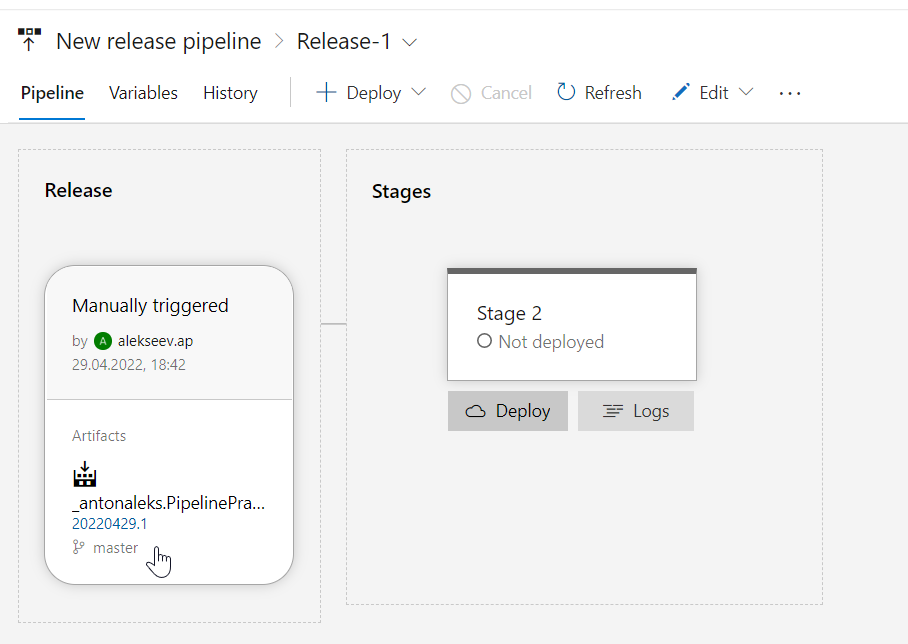 New release pipeline > Release-1
Pipeline Variables History Deploy Cancel Refresh Edit ...
Release
Stages
Manually triggered
by A alekseev.ap
29.04.2022, 18:42
Artifacts
_antonaleks.PipelinePra...
20220429.1
master
Stage 2
Not deployed
Deploy Logs